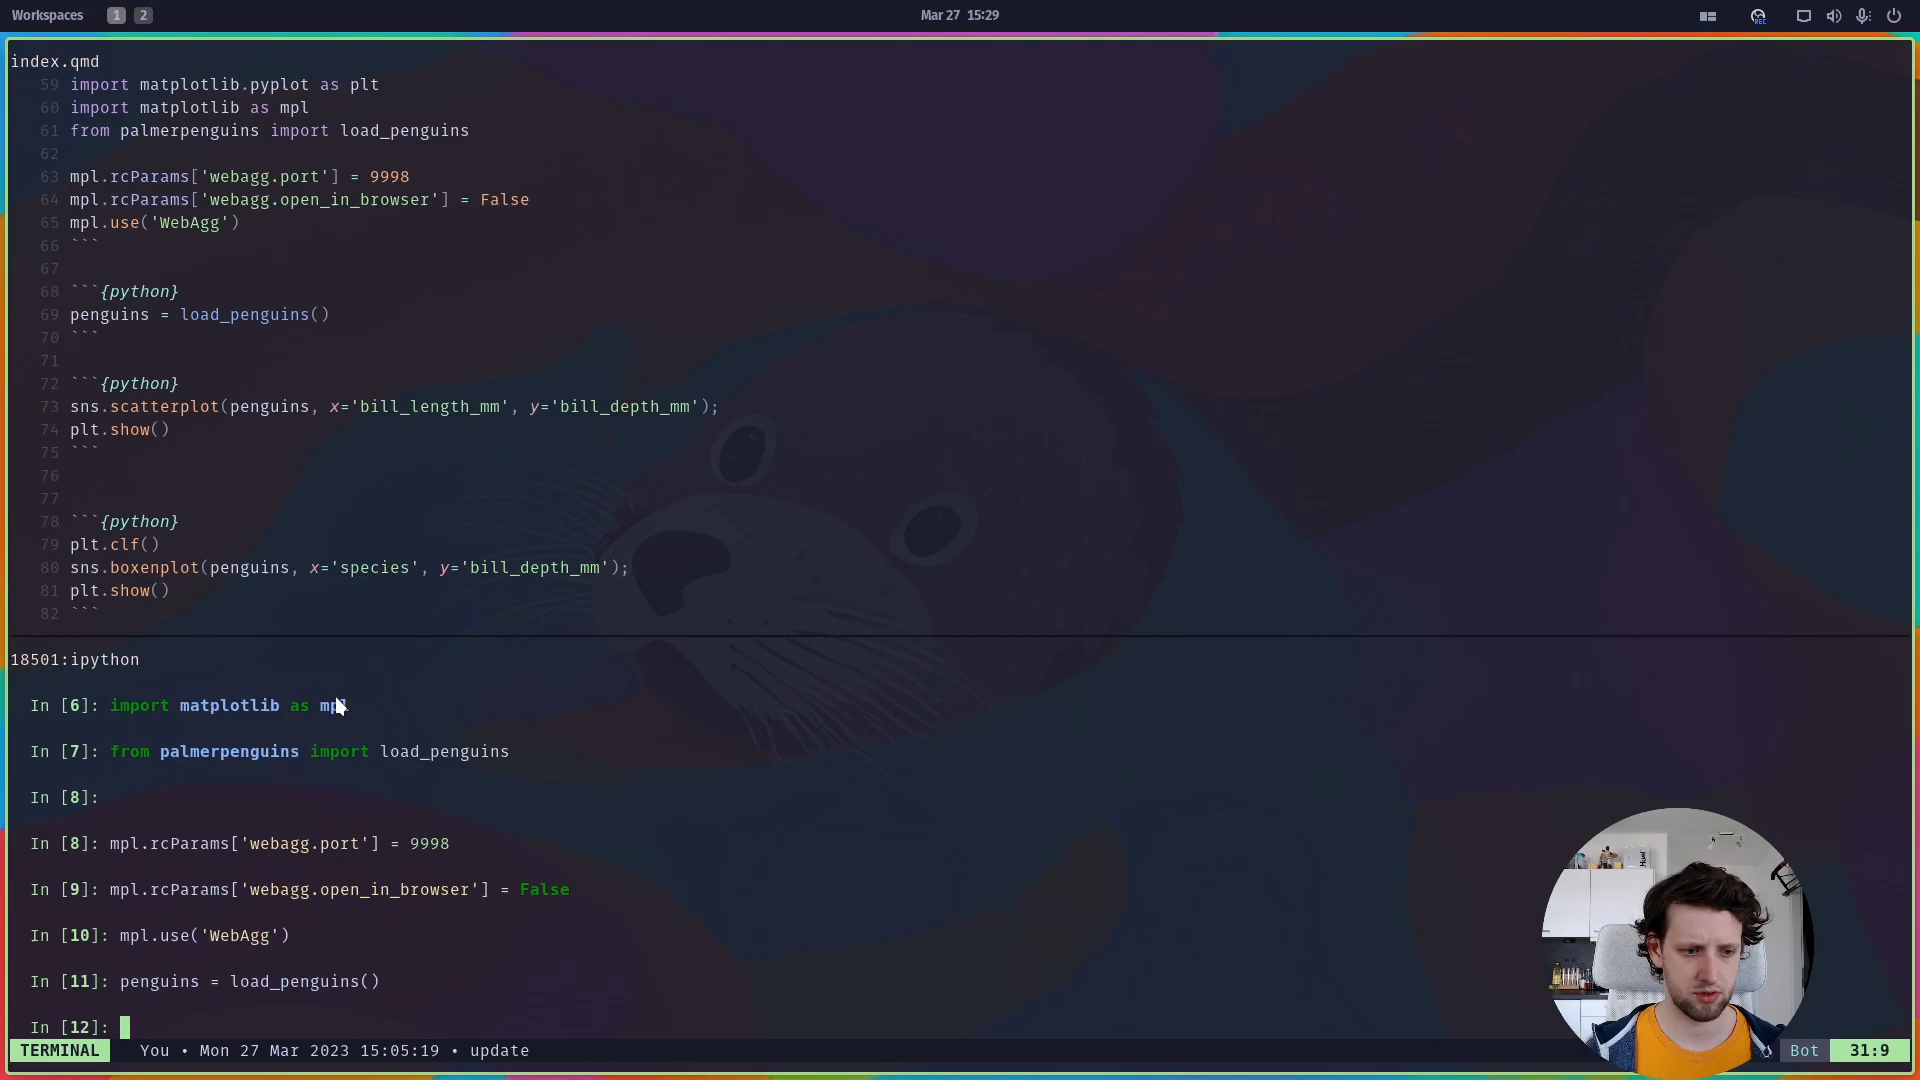 Workspaces 1 2 Mar 27 15:29 REC
index.qmd
59 import matplotlib.pyplot as plt
60 import matplotlib as mpl
61 from palmerpenguins import load_penguins
62
63 mpl.rcParams['webagg.port'] = 9998
64 mpl.rcParams['webagg.open_in_browser'] = False
65 mpl.use('WebAgg')
66 ```
67
68 ```{python}
69 penguins = load_penguins()
70 ```
71
72 ```{python}
73 sns.scatterplot(penguins, x='bill_length_mm', y='bill_depth_mm');
74 plt.show()
75 ```
76
77
78 ```{python}
79 plt.clf()
80 sns.boxenplot(penguins, x='species', y='bill_depth_mm');
81 plt.show()
82 ```
18501:ipython
In [6]: import matplotlib as mpl
In [7]: from palmerpenguins import load_penguins
In [8]:
In [8]: mpl.rcParams['webagg.port'] = 9998
In [9]: mpl.rcParams['webagg.open_in_browser'] = False
In [10]: mpl.use('WebAgg')
In [11]: penguins = load_penguins()
In [12]:
TERMINAL You • Mon 27 Mar 2023 15:05:19 • update Bot 31:9